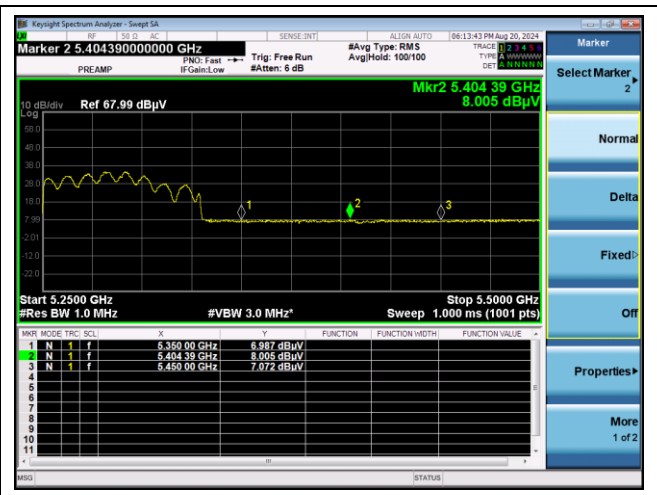 Keysight Spectrum Analyzer - Swept SA
RF 50 Ω AC SENSE:INT ALIGN AUTO 06:13:43 PM Aug 20, 2024
Marker 2 5.404390000000 GHz
PREAMP
PNO: Fast
IFGain:Low
Trig: Free Run
#Atten: 6 dB
#Avg Type: RMS
Avg|Hold: 100/100
TRACE 1 2 3 4 5 6
TYPE A WWWWW
DET A N N N N N
Mkr2 5.404 39 GHz
8.005 dBµV
10 dB/div Ref 67.99 dBµV
Log
58.0
48.0
38.0
28.0
18.0
7.99
-2.01
-12.0
-22.0
1
2
3
Start 5.2500 GHz Stop 5.5000 GHz
#Res BW 1.0 MHz #VBW 3.0 MHz* Sweep 1.000 ms (1001 pts)
MKR MODE TRC SCL X Y FUNCTION FUNCTION WIDTH FUNCTION VALUE
1 N 1 f 5.350 00 GHz 6.987 dBµV
2 N 1 f 5.404 39 GHz 8.005 dBµV
3 N 1 f 5.450 00 GHz 7.072 dBµV
4
5
6
7
8
9
10
11
MSG STATUS
Marker
Select Marker
2
Normal
Delta
Fixed
Off
Properties
More
1 of 2